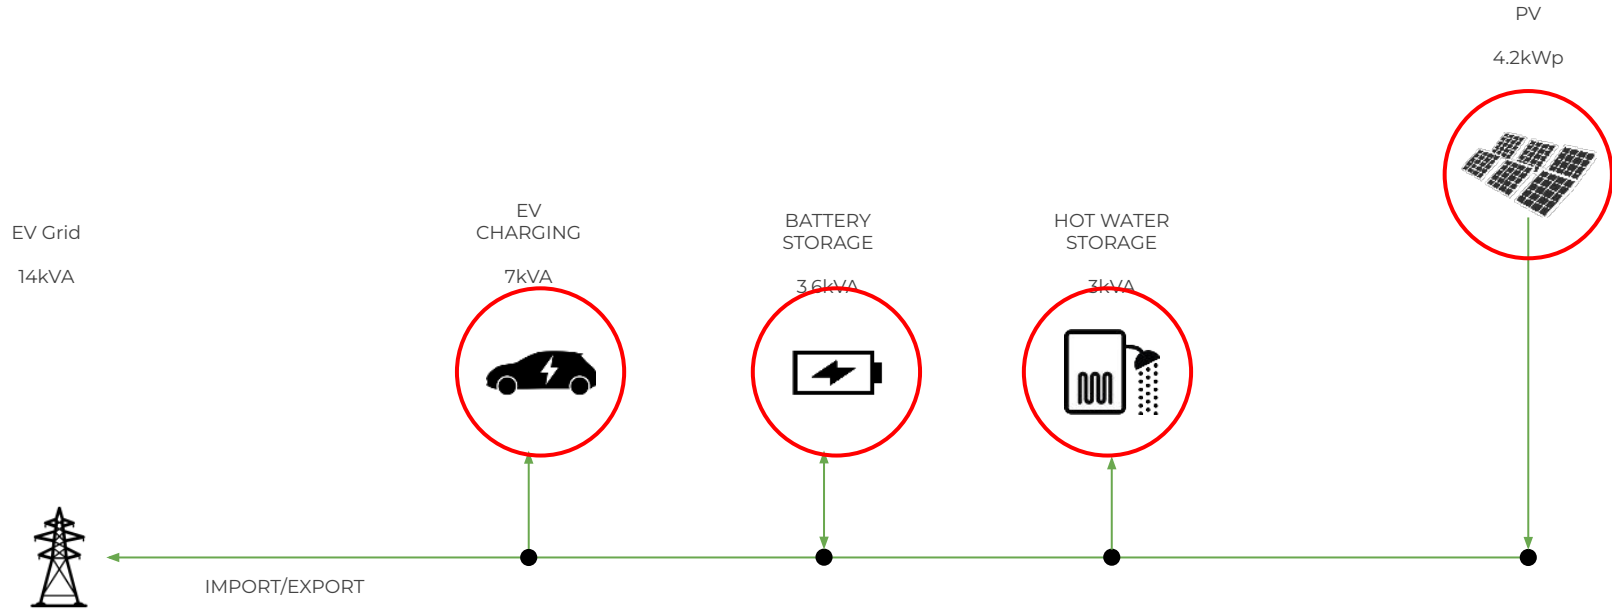 PV
4.2kWp
EV Grid
14kVA
EV
CHARGING
7kVA
BATTERY
STORAGE
3.6kVA
HOT WATER
STORAGE
3kVA
IMPORT/EXPORT